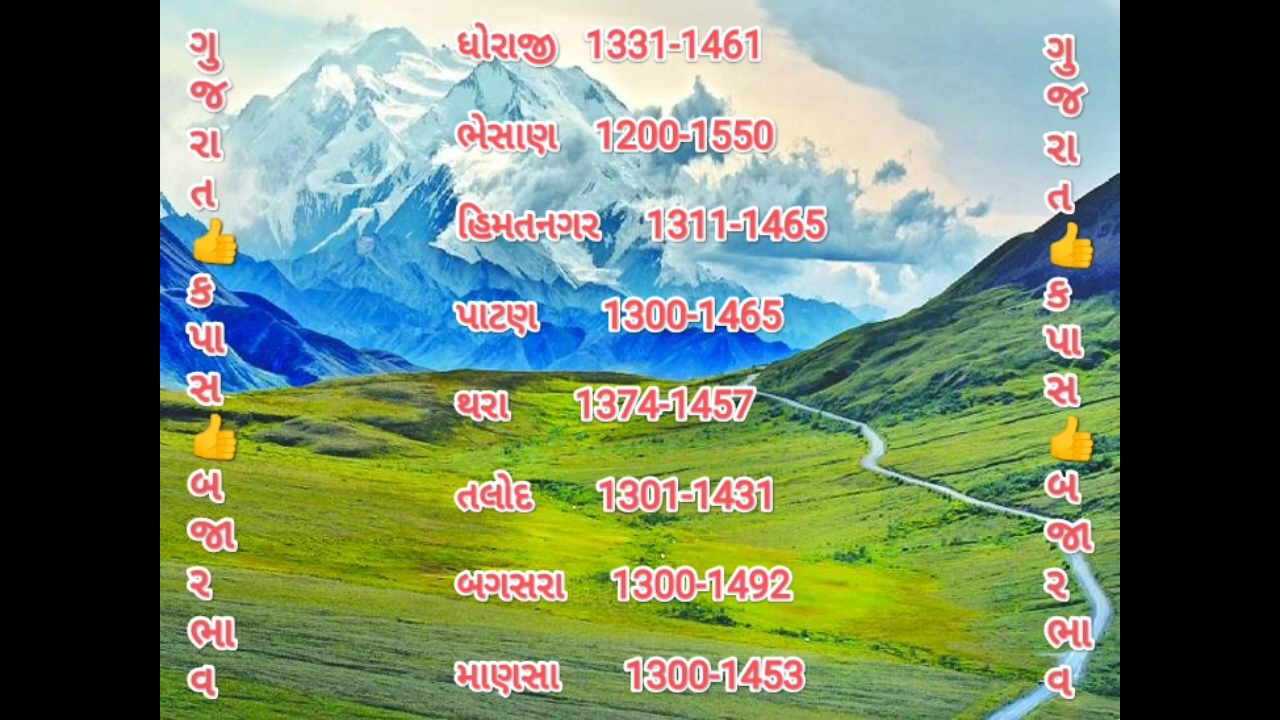 ગુજરાત👍કપાસ👍બજારભાવ
ધોરાજી 1331-1461
ભેસાણ 1200-1550
હિમતનગર 1311-1465
પાટણ 1300-1465
થરા 1374-1457
તલોદ 1301-1431
બગસરા 1300-1492
માણસા 1300-1453
ગુજરાત👍કપાસ👍બજારભાવ